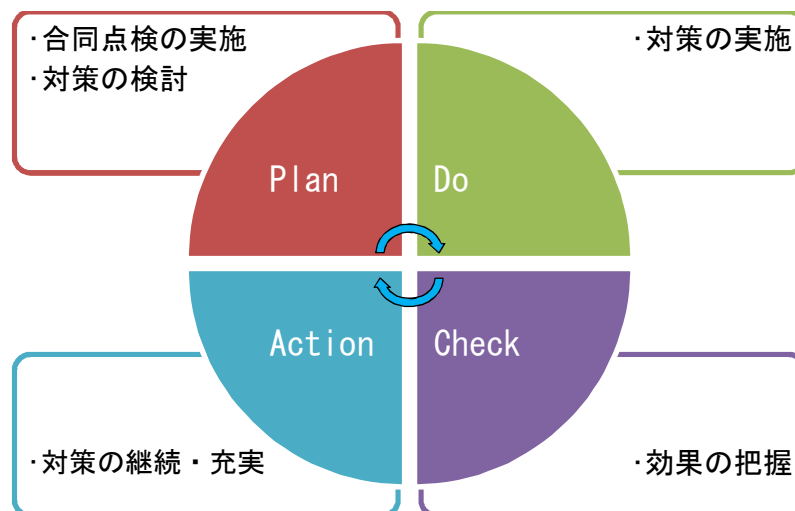 ・合同点検の実施
・対策の検討
・対策の実施
Plan
Do
Action
Check
・対策の継続・充実
・効果の把握